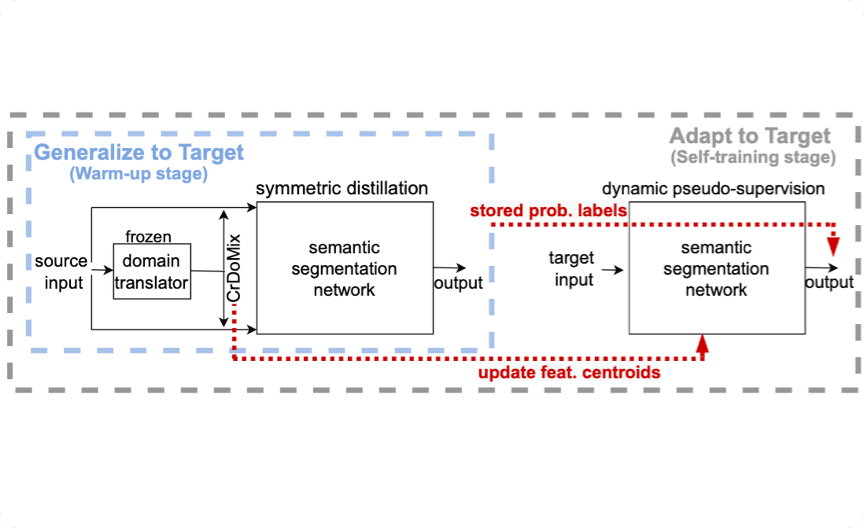 Generalize to Target
(Warm-up stage)
Adapt to Target
(Self-training stage)
symmetric distillation
dynamic pseudo-supervision
stored prob. labels
frozen
source
input
domain
translator
CrDoMix
semantic
segmentation
network
output
target
input
semantic
segmentation
network
output
update feat. centroids